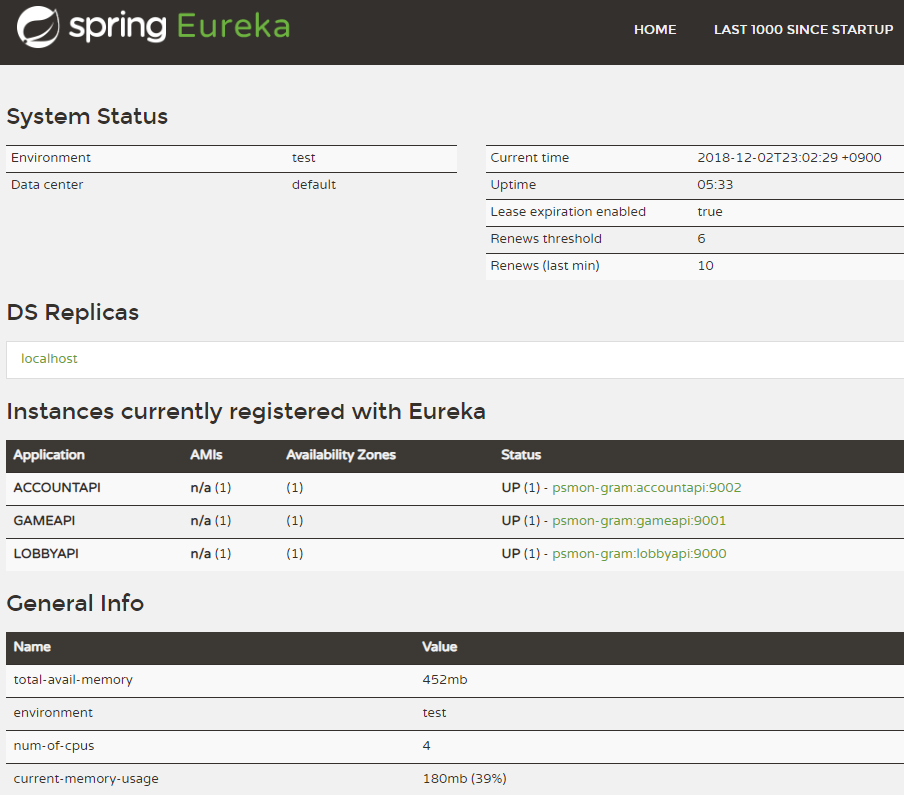 spring Eureka
HOME LAST 1000 SINCE STARTUP
System Status
Environment test
Data center default
Current time 2018-12-02T23:02:29 +0900
Uptime 05:33
Lease expiration enabled true
Renews threshold 6
Renews (last min) 10
DS Replicas
localhost
Instances currently registered with Eureka
Application AMIs Availability Zones Status
ACCOUNTAPI n/a (1) (1) UP (1) - psmon-gram:accountapi:9002
GAMEAPI n/a (1) (1) UP (1) - psmon-gram:gameapi:9001
LOBBYAPI n/a (1) (1) UP (1) - psmon-gram:lobbyapi:9000
General Info
Name Value
total-avail-memory 452mb
environment test
num-of-cpus 4
current-memory-usage 180mb (39%)